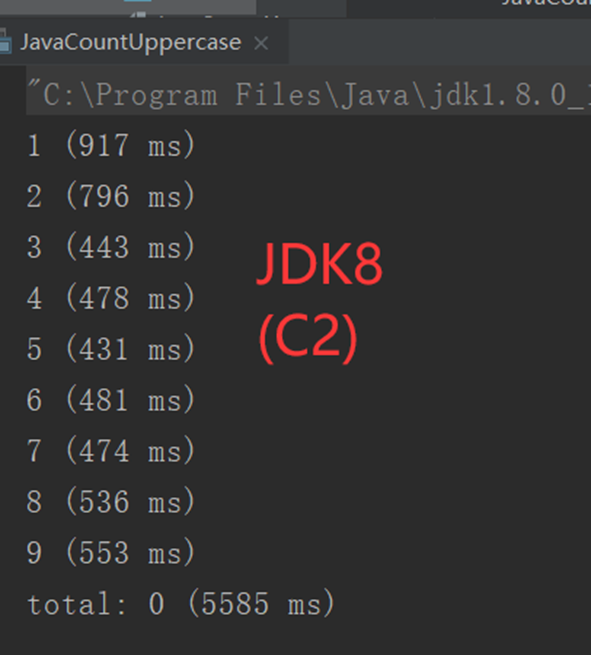 JavaCountUppercase
"C:\Program Files\Java\jdk1.8.0_
1 (917 ms)
2 (796 ms)
3 (443 ms)
4 (478 ms)
5 (431 ms)
6 (481 ms)
7 (474 ms)
8 (536 ms)
9 (553 ms)
total: 0 (5585 ms)
JDK8
(C2)